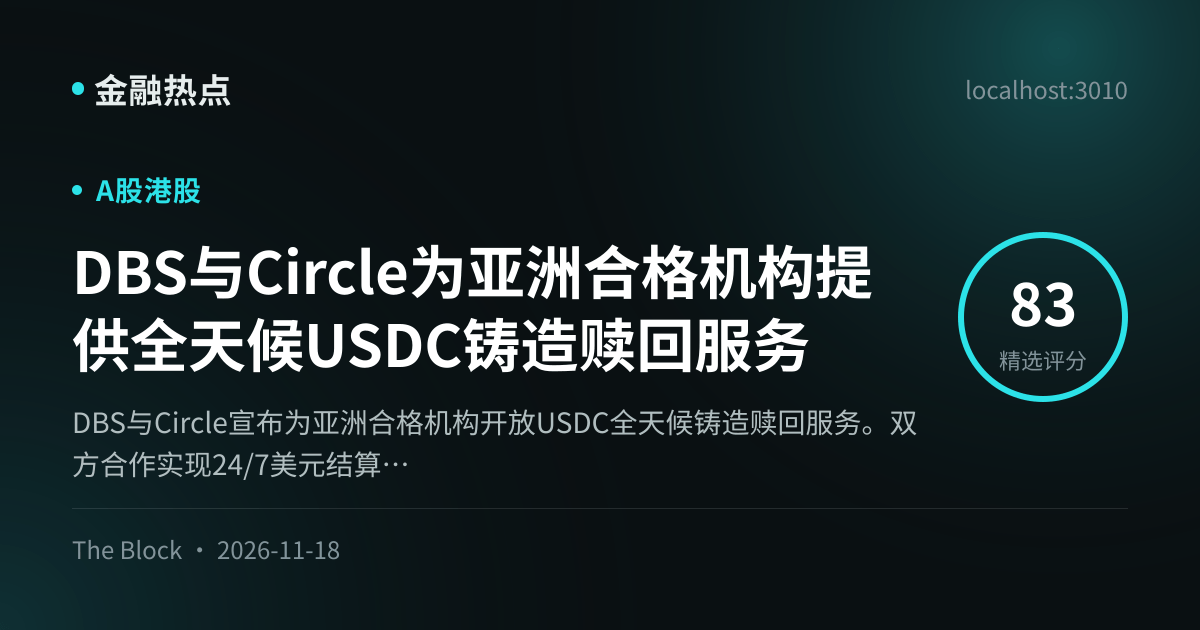 金融热点
localhost:3010
A股港股
DBS与Circle为亚洲合格机构提
供全天候USDC铸造赎回服务
83
精选评分
DBS与Circle宣布为亚洲合格机构开放USDC全天候铸造赎回服务。双
方合作实现24/7美元结算…
The Block · 2026-11-18